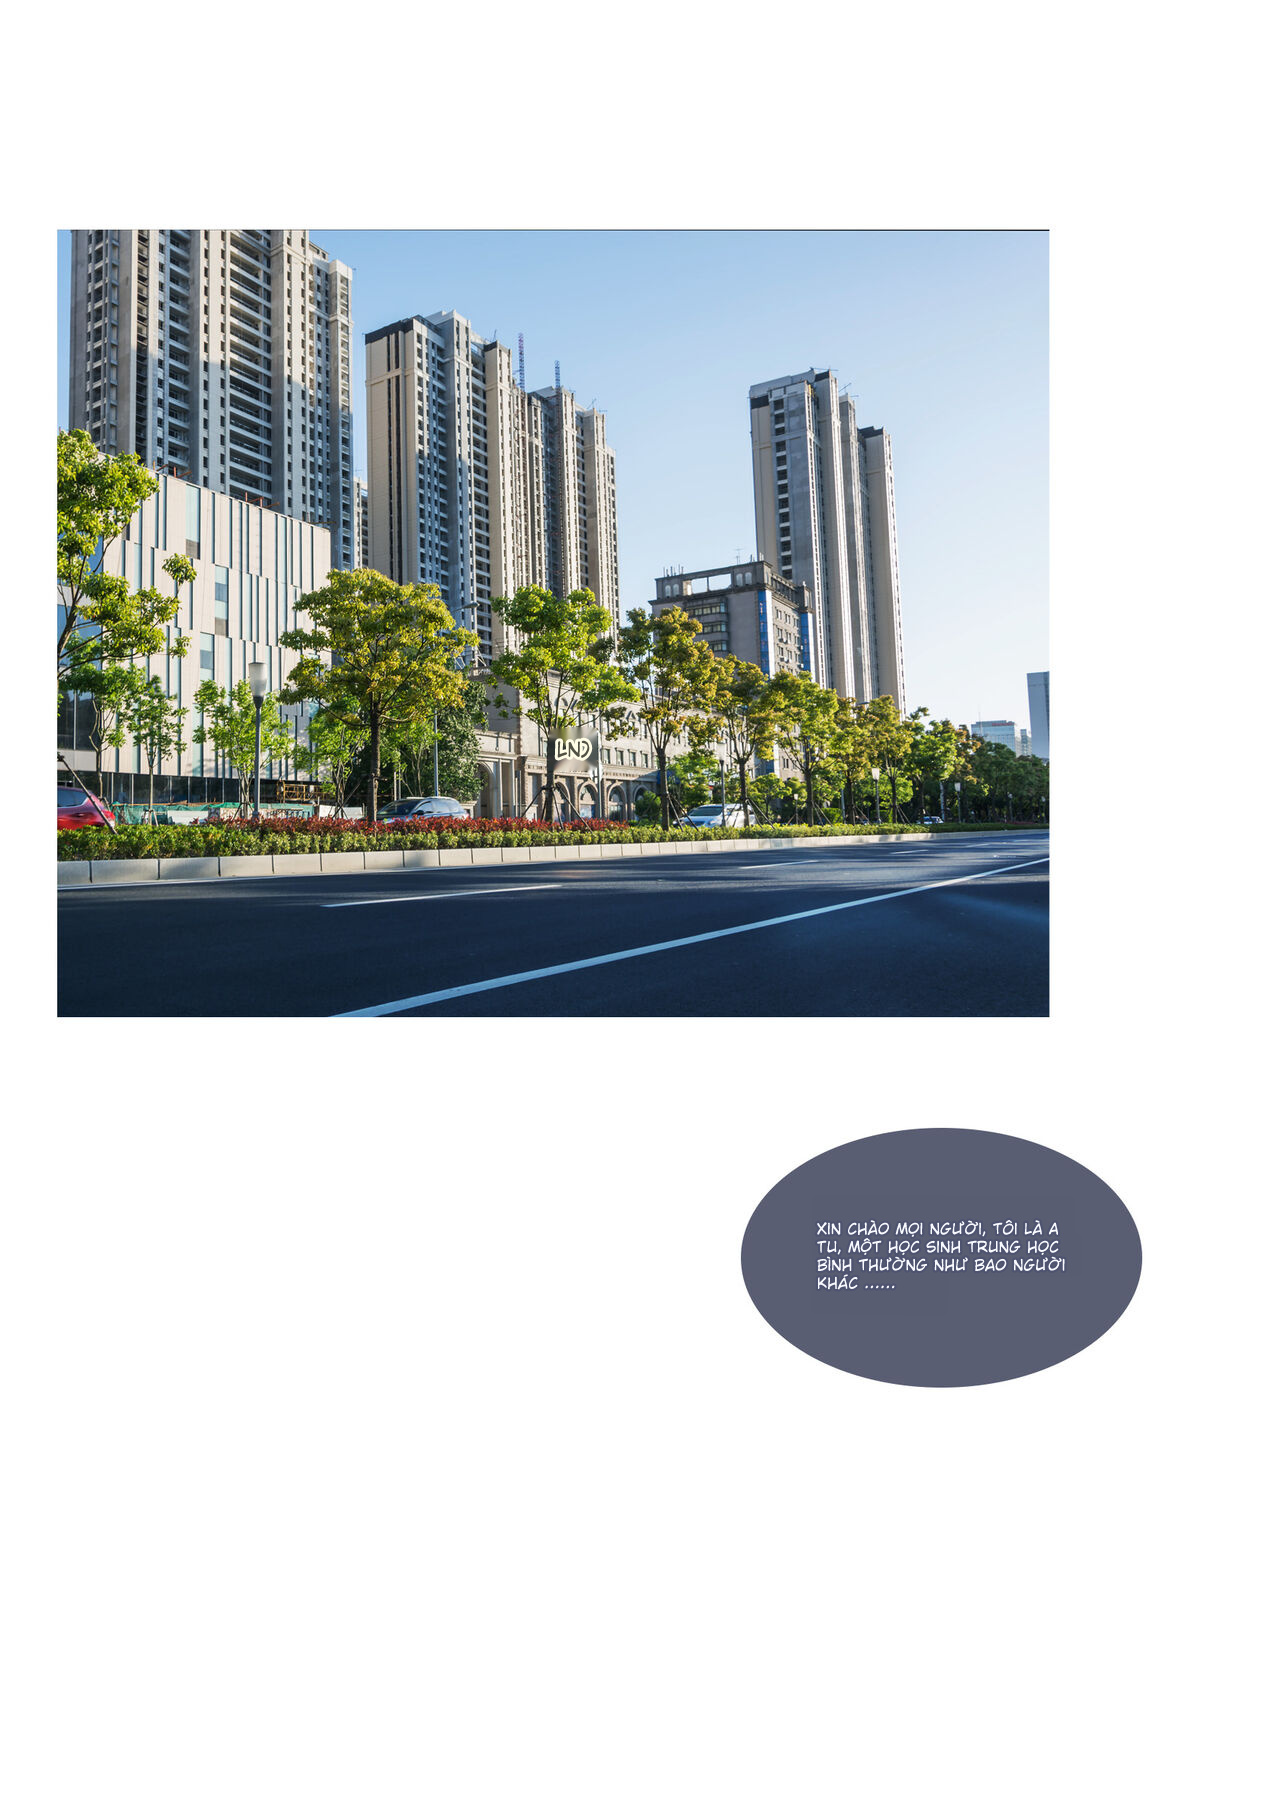 LND
XIN CHÀO MỌI NGƯỜI, TÔI LÀ A
TU, MỘT HỌC SINH TRUNG HỌC
BÌNH THƯỜNG NHƯ BAO NGƯỜI
KHÁC ......